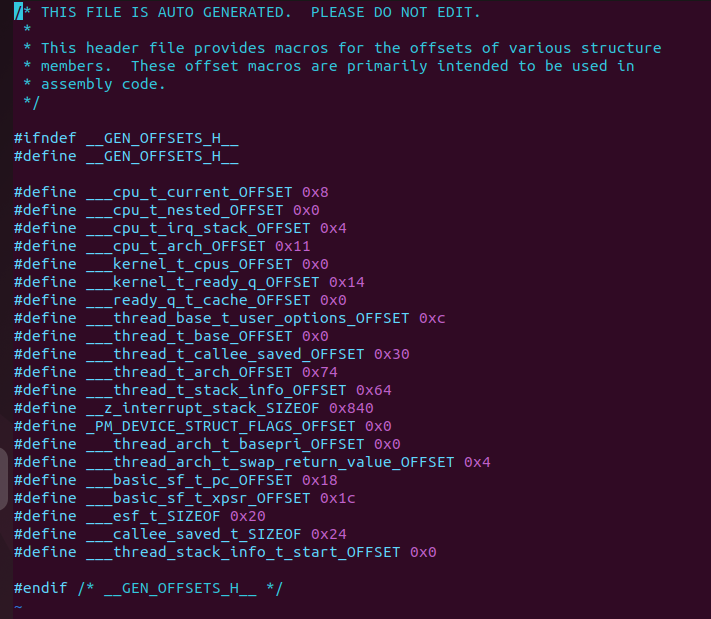 /* THIS FILE IS AUTO GENERATED.  PLEASE DO NOT EDIT.
 *
 * This header file provides macros for the offsets of various structure
 * members.  These offset macros are primarily intended to be used in
 * assembly code.
 */

#ifndef __GEN_OFFSETS_H__
#define __GEN_OFFSETS_H__

#define ___cpu_t_current_OFFSET 0x8
#define ___cpu_t_nested_OFFSET 0x0
#define ___cpu_t_irq_stack_OFFSET 0x4
#define ___cpu_t_arch_OFFSET 0x11
#define ___kernel_t_cpus_OFFSET 0x0
#define ___kernel_t_ready_q_OFFSET 0x14
#define ___ready_q_t_cache_OFFSET 0x0
#define ___thread_base_t_user_options_OFFSET 0xc
#define ___thread_t_base_OFFSET 0x0
#define ___thread_t_callee_saved_OFFSET 0x30
#define ___thread_t_arch_OFFSET 0x74
#define ___thread_t_stack_info_OFFSET 0x64
#define __z_interrupt_stack_SIZEOF 0x840
#define _PM_DEVICE_STRUCT_FLAGS_OFFSET 0x0
#define ___thread_arch_t_basepri_OFFSET 0x0
#define ___thread_arch_t_swap_return_value_OFFSET 0x4
#define ___basic_sf_t_pc_OFFSET 0x18
#define ___basic_sf_t_xpsr_OFFSET 0x1c
#define ___esf_t_SIZEOF 0x20
#define ___callee_saved_t_SIZEOF 0x24
#define ___thread_stack_info_t_start_OFFSET 0x0

#endif /* __GEN_OFFSETS_H__ */
~